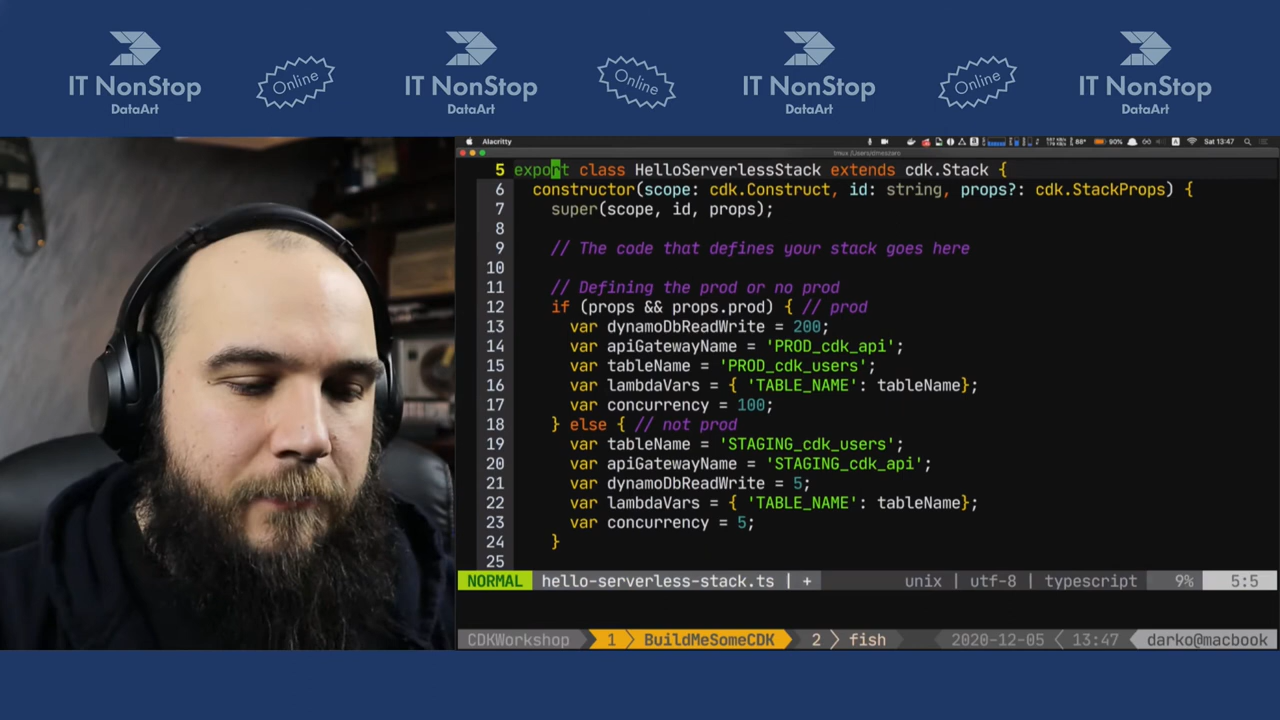 IT NonStop
DataArt
Online
IT NonStop
DataArt
Online
IT NonStop
DataArt
Online
IT NonStop
DataArt
Alacritty
90%
Sat 13:47
5 export class HelloServerlessStack extends cdk.Stack {
6 constructor(scope: cdk.Construct, id: string, props?: cdk.StackProps) {
7 super(scope, id, props);
8
9 // The code that defines your stack goes here
10
11 // Defining the prod or no prod
12 if (props && props.prod) { // prod
13 var dynamoDbReadWrite = 200;
14 var apiGatewayName = 'PROD_cdk_api';
15 var tableName = 'PROD_cdk_users';
16 var lambdaVars = { 'TABLE_NAME': tableName};
17 var concurrency = 100;
18 } else { // not prod
19 var tableName = 'STAGING_cdk_users';
20 var apiGatewayName = 'STAGING_cdk_api';
21 var dynamoDbReadWrite = 5;
22 var lambdaVars = { 'TABLE_NAME': tableName};
23 var concurrency = 5;
24 }
25
NORMAL hello-serverless-stack.ts | + unix | utf-8 | typescript 9% 5:5
CDKWorkshop 1 BuildMeSomeCDK 2 fish 2020-12-05 13:47 darko@macbook